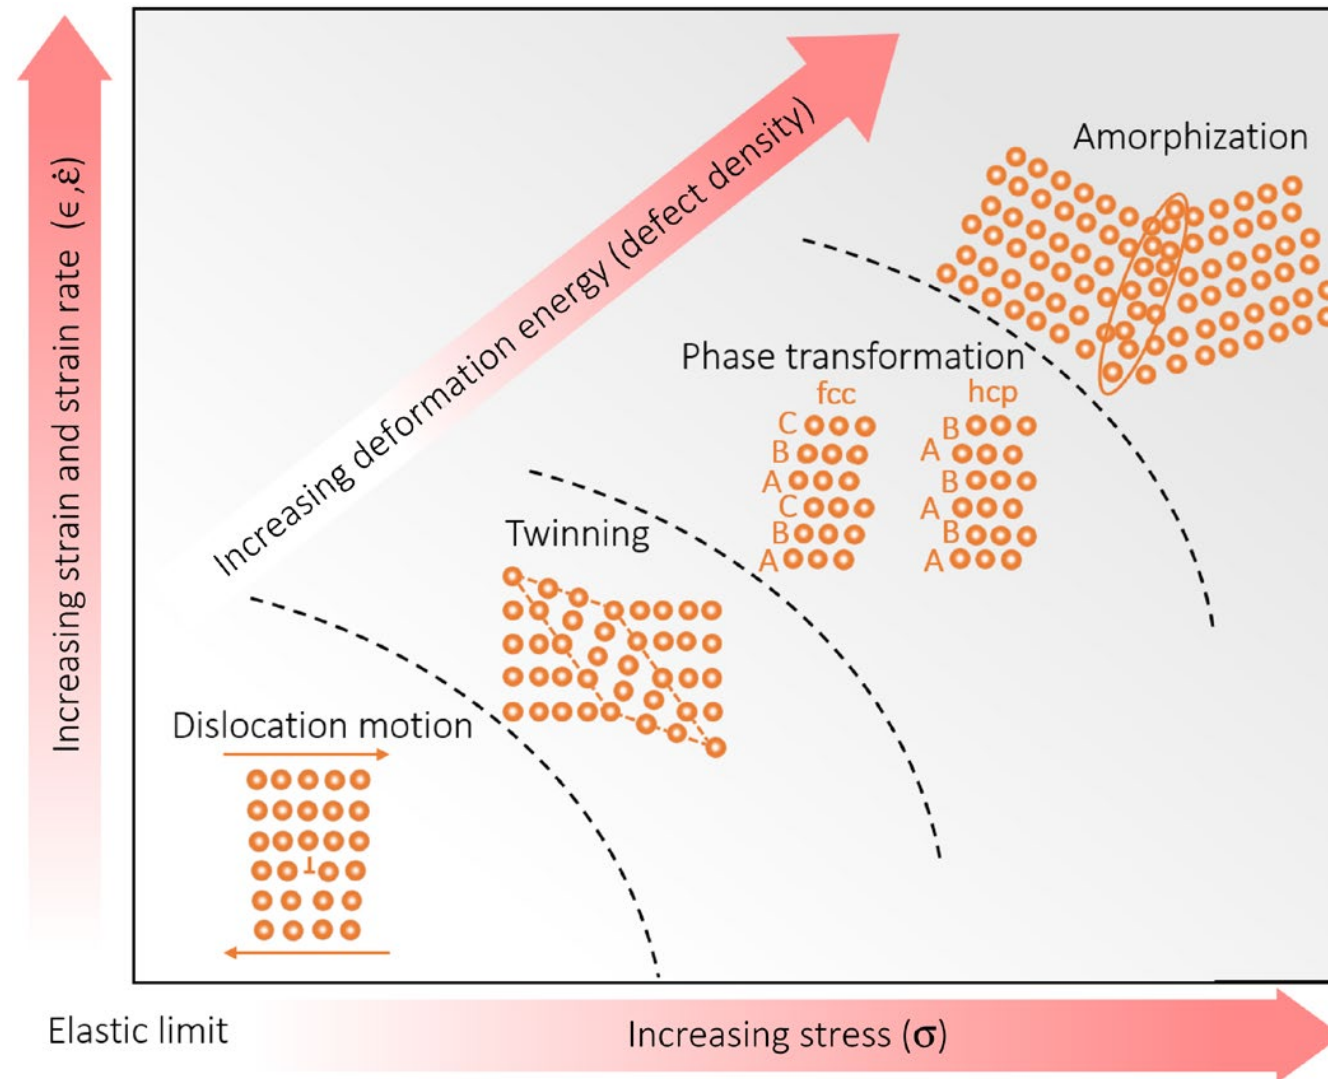 Increasing strain and strain rate (ϵ,ε̇)
Increasing deformation energy (defect density)
Amorphization
Phase transformation
fcc
hcp
C
B
A
C
B
A
B
A
B
A
B
A
Twinning
Dislocation motion
⊥
Elastic limit
Increasing stress (σ)